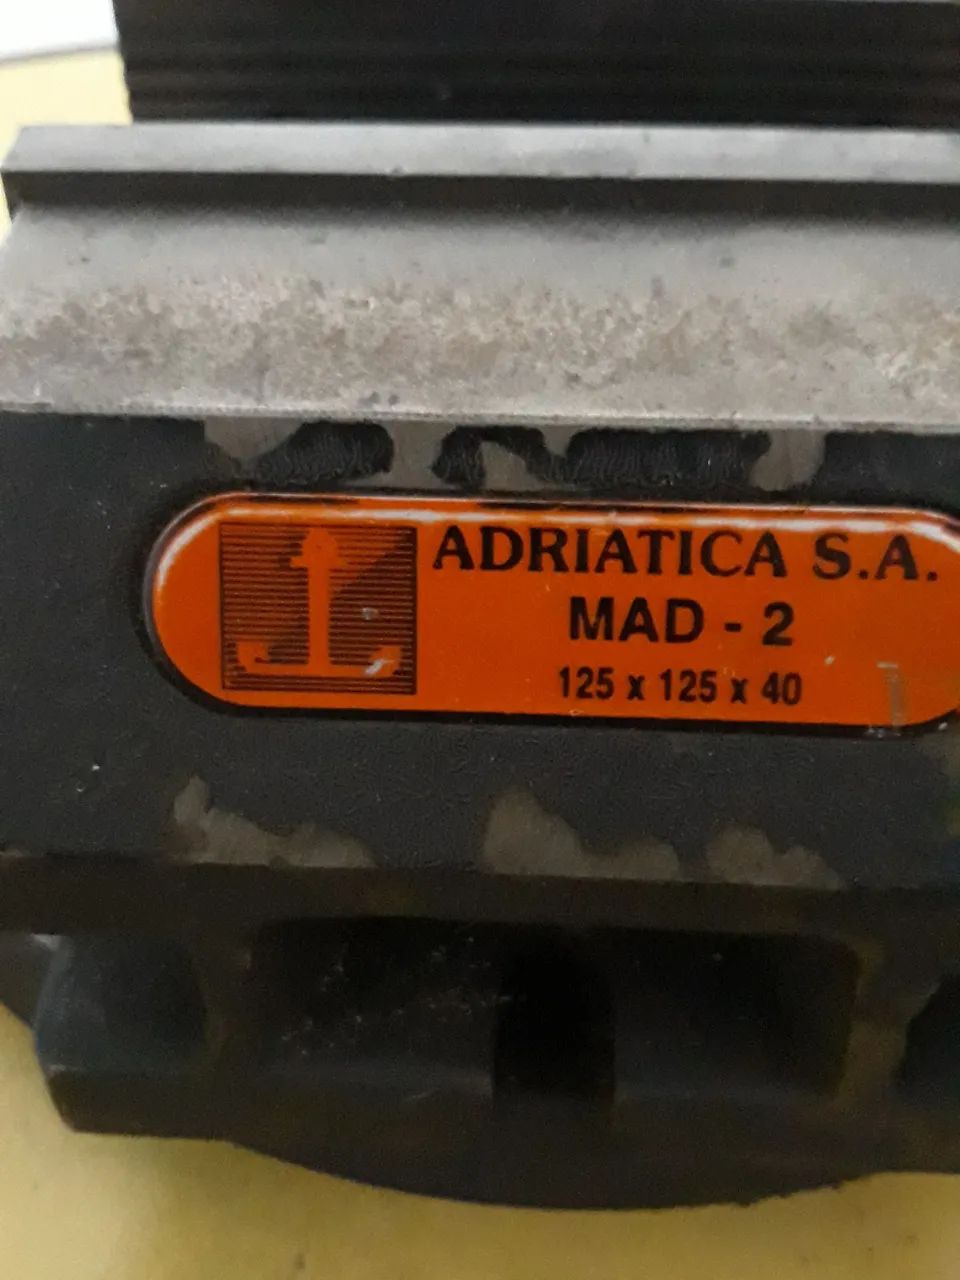 ADRIATICA S.A.
MAD - 2
125 x 125 x 40